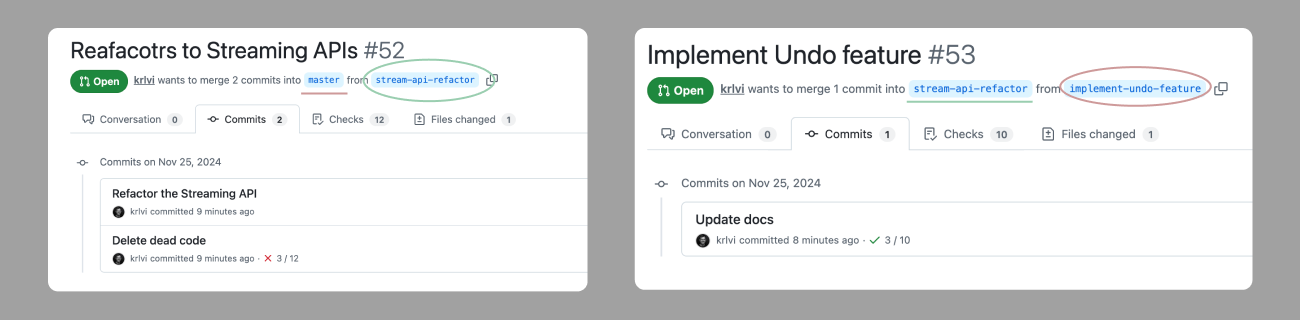 Reafacotrs to Streaming APIs #52
Open krlvi wants to merge 2 commits into master from stream-api-refactor
Conversation 0 Commits 2 Checks 12 Files changed 1
Commits on Nov 25, 2024
Refactor the Streaming API
krlvi committed 9 minutes ago
Delete dead code
krlvi committed 9 minutes ago · 3 / 12
Implement Undo feature #53
Open krlvi wants to merge 1 commit into stream-api-refactor from implement-undo-feature
Conversation 0 Commits 1 Checks 10 Files changed 1
Commits on Nov 25, 2024
Update docs
krlvi committed 8 minutes ago · 3 / 10